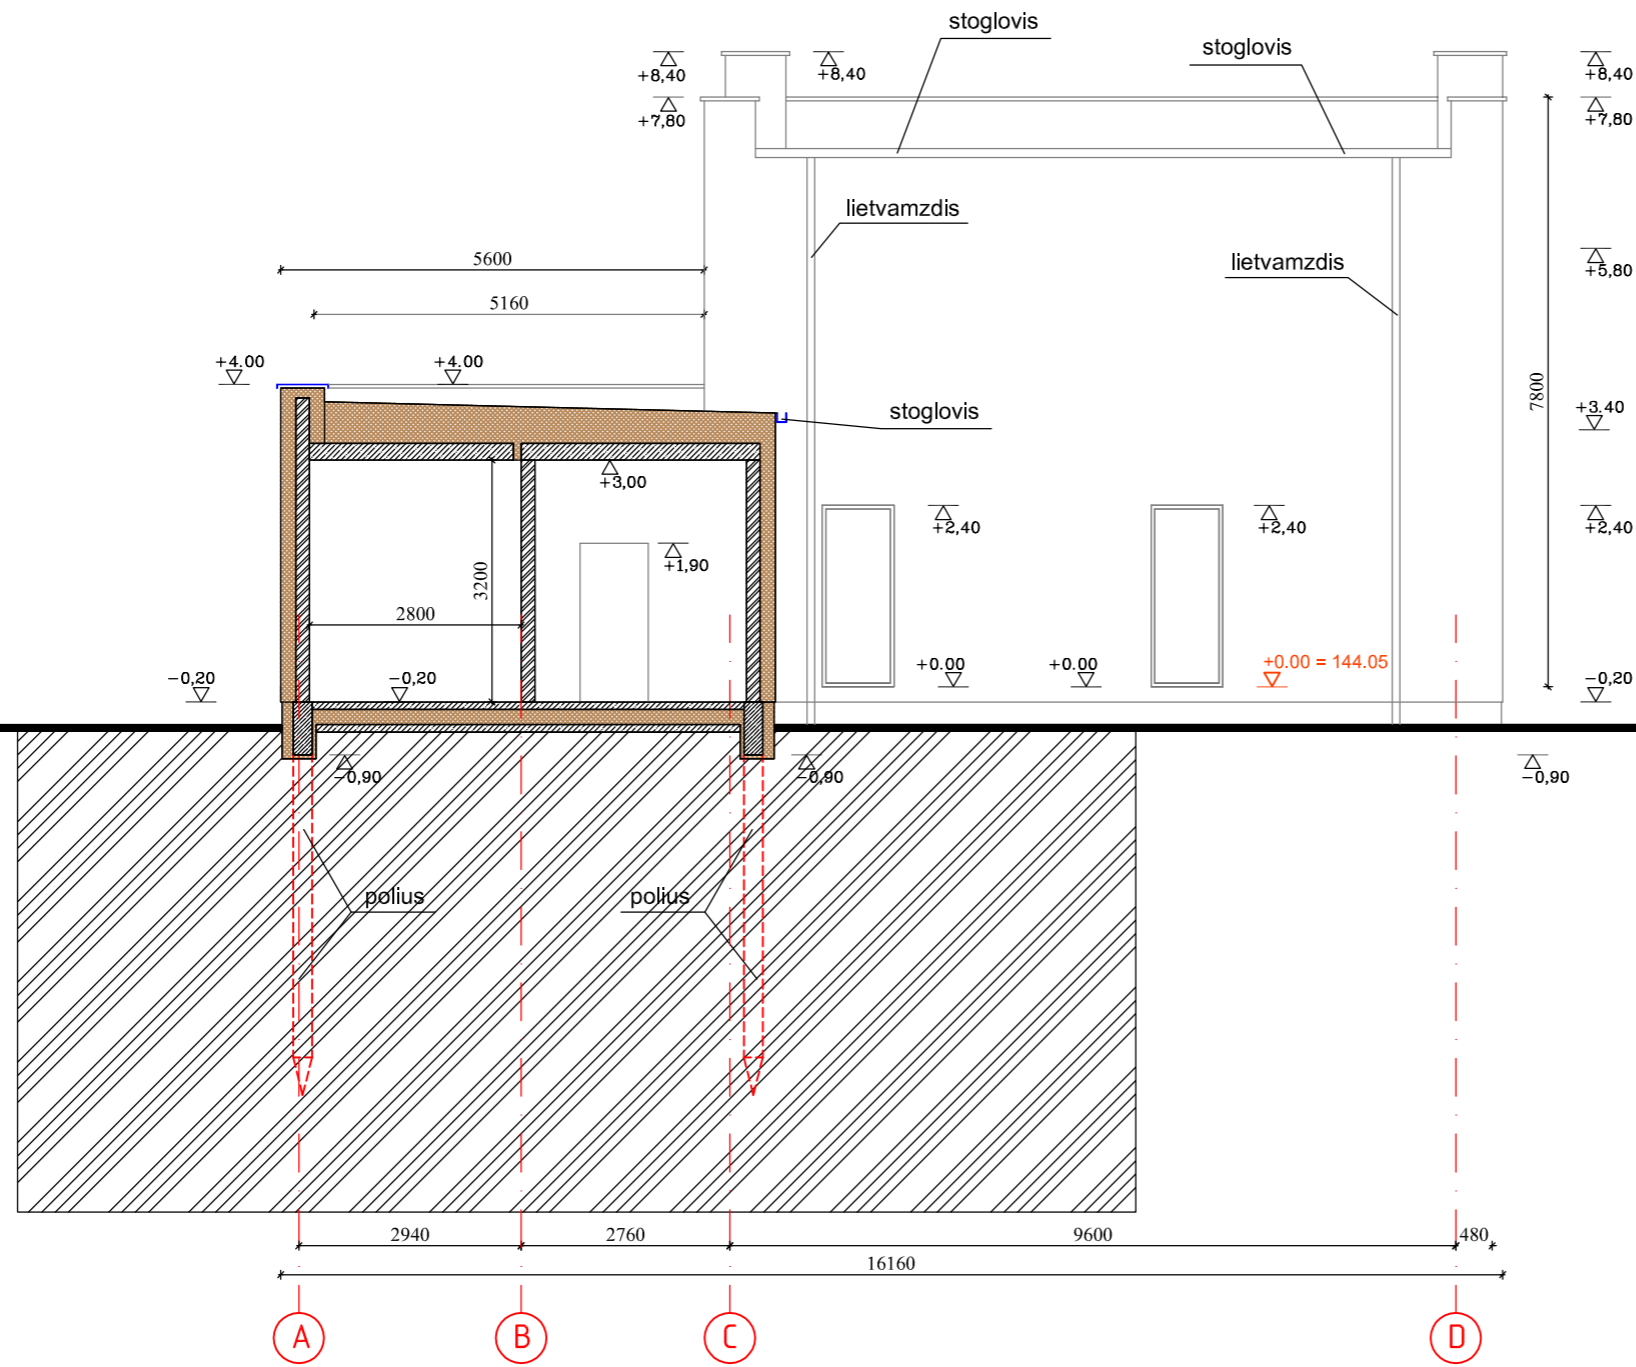 stoglovis
stoglovis
+8,40
+8,40
+8,40
+7,80
+7,80
lietvamzdis
5600
lietvamzdis
+5,80
5160
+4.00
+4.00
7800
stoglovis
+3.40
+3,00
+2,40
+2,40
+2,40
+1,90
3200
2800
+0.00
+0.00
+0.00 = 144.05
-0,20
-0,20
-0,20
-0,90
-0,90
-0,90
polius
polius
2940
2760
9600
480
16160
A
B
C
D